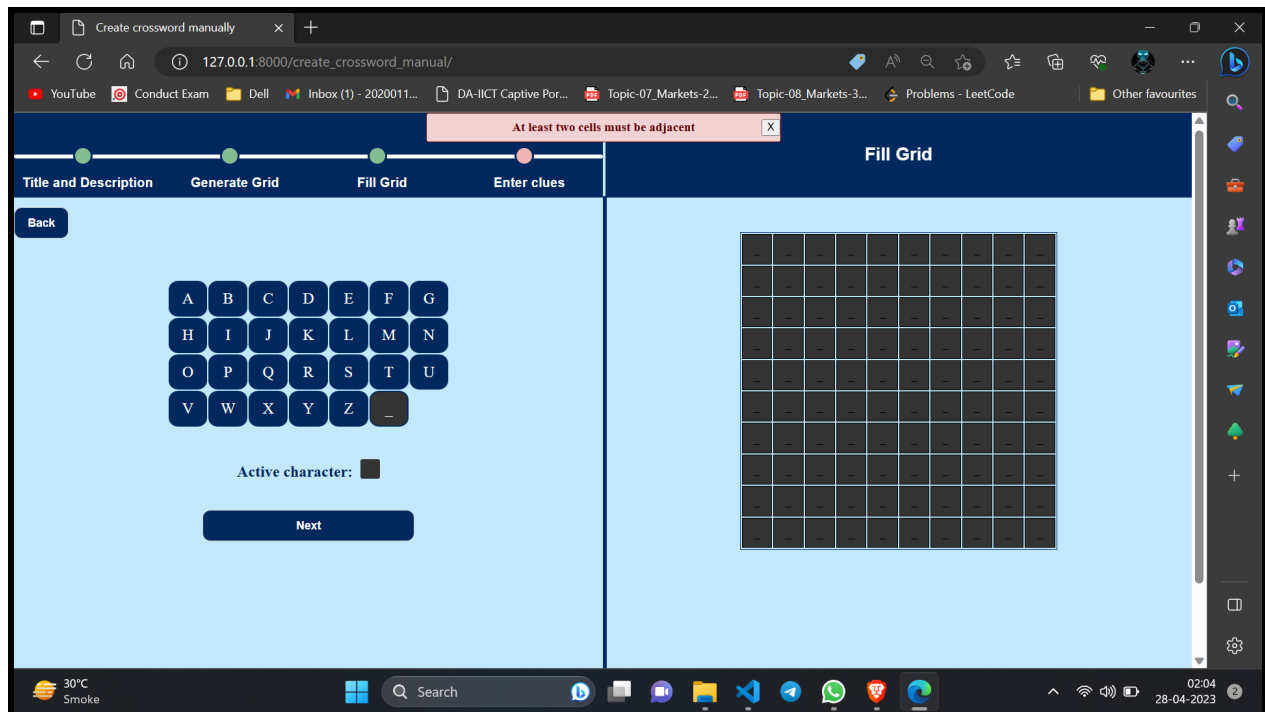 Create crossword manually
127.0.0.1:8000/create_crossword_manual/
YouTube Conduct Exam Dell Inbox (1) - 2020011... DA-IICT Captive Por... Topic-07_Markets-2... Topic-08_Markets-3... Problems - LeetCode Other favourites
At least two cells must be adjacent X
Fill Grid
Title and Description Generate Grid Fill Grid Enter clues
Back
A B C D E F G
H I J K L M N
O P Q R S T U
V W X Y Z _
Active character:
Next
_ _ _ _ _ _ _ _ _ _
_ _ _ _ _ _ _ _ _ _
_ _ _ _ _ _ _ _ _ _
_ _ _ _ _ _ _ _ _ _
_ _ _ _ _ _ _ _ _ _
_ _ _ _ _ _ _ _ _ _
_ _ _ _ _ _ _ _ _ _
_ _ _ _ _ _ _ _ _ _
_ _ _ _ _ _ _ _ _ _
_ _ _ _ _ _ _ _ _ _
30°C
Smoke
Search
02:04
28-04-2023
2